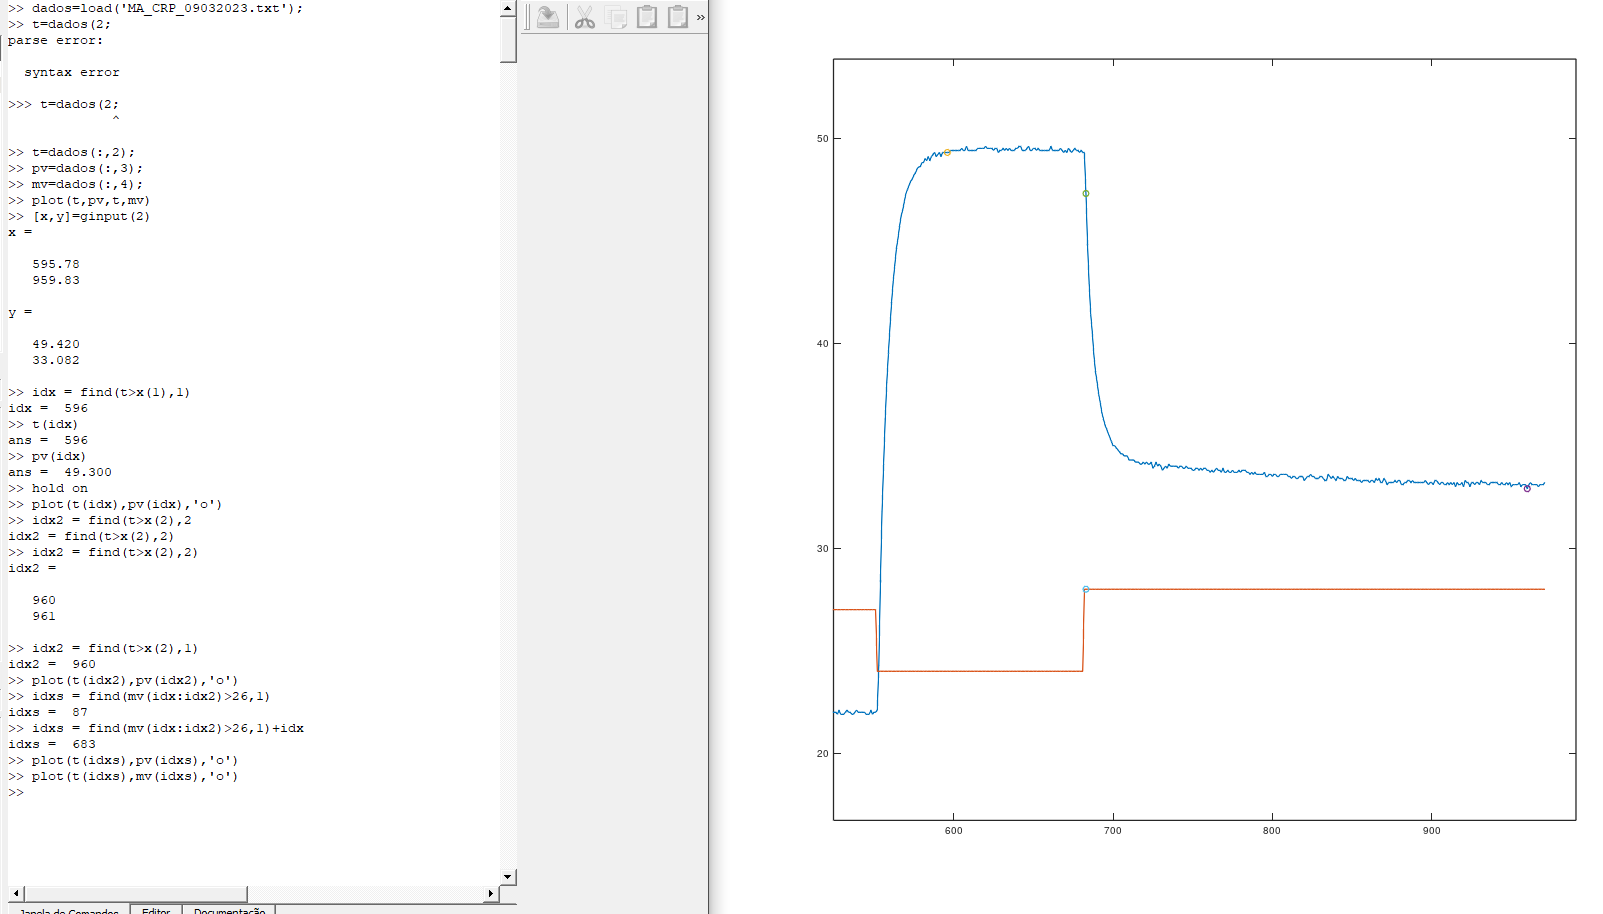 >> dados=load('MA_CRP_09032023.txt');
>> t=dados(2;
parse error:
syntax error
>>> t=dados(2;
^
>> t=dados(:,2);
>> pv=dados(:,3);
>> mv=dados(:,4);
>> plot(t,pv,t,mv)
>> [x,y]=ginput(2)
x =
595.78
959.83
y =
49.420
33.082
>> idx = find(t>x(1),1)
idx =  596
>> t(idx)
ans =  596
>> pv(idx)
ans =  49.300
>> hold on
>> plot(t(idx),pv(idx),'o')
>> idx2 = find(t>x(2),2
idx2 = find(t>x(2),2)
>> idx2 = find(t>x(2),2)
idx2 =
960
961
>> idx2 = find(t>x(2),1)
idx2 =  960
>> plot(t(idx2),pv(idx2),'o')
>> idxs = find(mv(idx:idx2)>26,1)
idxs =  87
>> idxs = find(mv(idx:idx2)>26,1)+idx
idxs =  683
>> plot(t(idxs),pv(idxs),'o')
>> plot(t(idxs),mv(idxs),'o')
>>
Janela de Comandos
Editor
Documentação
»
50
40
30
20
600
700
800
900